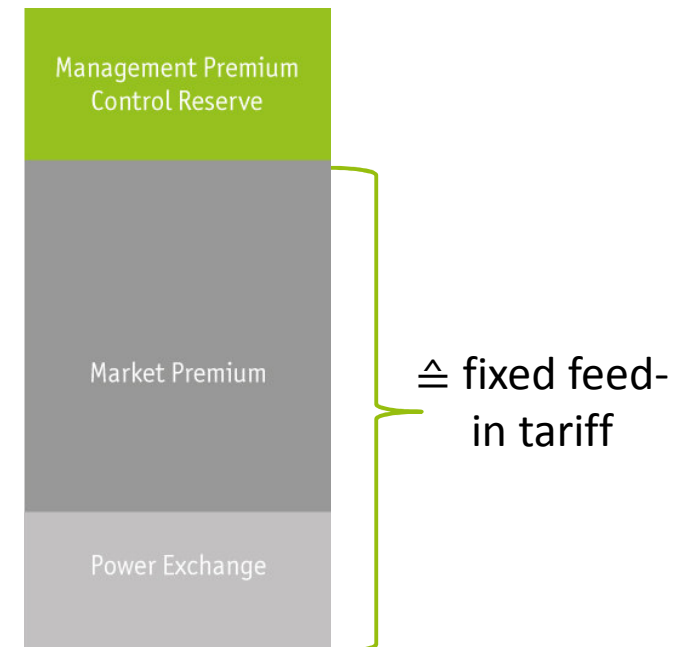 Management Premium
Control Reserve
Market Premium
≙ fixed feed-
in tariff
Power Exchange